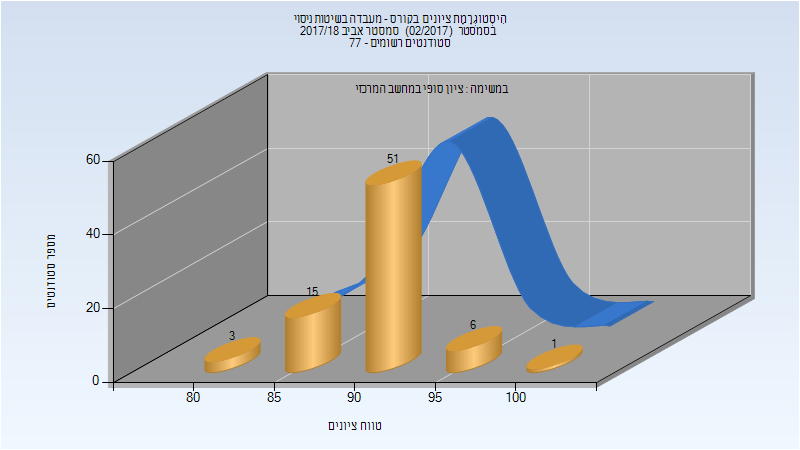 היסטוגרמת ציונים בקורס - מעבדה בשיטות ניסוי
בסמסטר (02/2017) סמסטר אביב 2017/18
סטודנטים רשומים - 77
במשימה : ציון סופי במחשב המרכזי
60
40
20
0
מספר סטודנטים
3
15
51
6
1
80
85
90
95
100
טווח ציונים